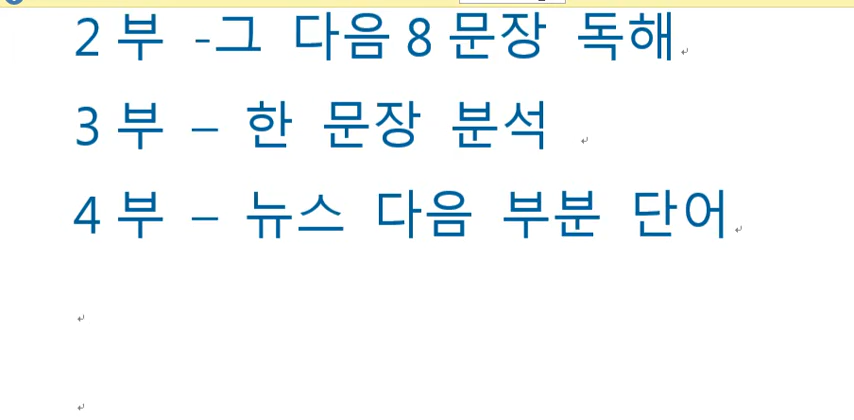 2 부 -그 다음 8 문장 독해
3 부 – 한 문장 분석
4 부 – 뉴스 다음 부분 단어